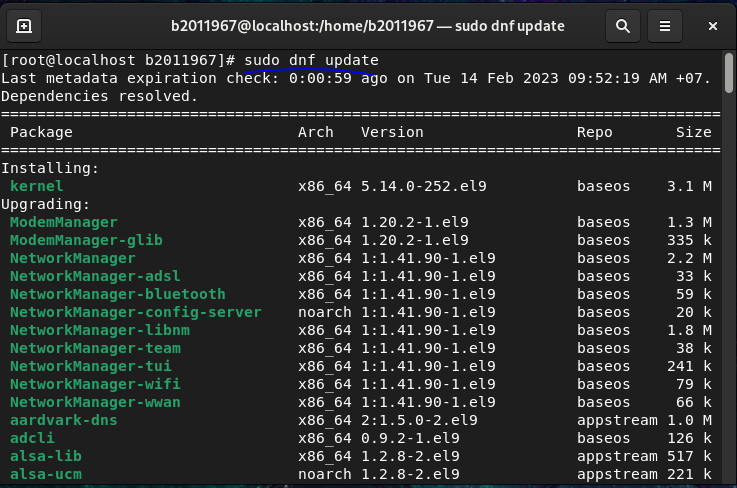 b2011967@localhost:/home/b2011967 — sudo dnf update
[root@localhost b2011967]# sudo dnf update
Last metadata expiration check: 0:00:59 ago on Tue 14 Feb 2023 09:52:19 AM +07.
Dependencies resolved.
================================================================================
Package Arch Version Repo Size
================================================================================
Installing:
kernel x86_64 5.14.0-252.el9 baseos 3.1 M
Upgrading:
ModemManager x86_64 1.20.2-1.el9 baseos 1.3 M
ModemManager-glib x86_64 1.20.2-1.el9 baseos 335 k
NetworkManager x86_64 1:1.41.90-1.el9 baseos 2.2 M
NetworkManager-adsl x86_64 1:1.41.90-1.el9 baseos 33 k
NetworkManager-bluetooth x86_64 1:1.41.90-1.el9 baseos 59 k
NetworkManager-config-server noarch 1:1.41.90-1.el9 baseos 20 k
NetworkManager-libnm x86_64 1:1.41.90-1.el9 baseos 1.8 M
NetworkManager-team x86_64 1:1.41.90-1.el9 baseos 38 k
NetworkManager-tui x86_64 1:1.41.90-1.el9 baseos 241 k
NetworkManager-wifi x86_64 1:1.41.90-1.el9 baseos 79 k
NetworkManager-wwan x86_64 1:1.41.90-1.el9 baseos 66 k
aardvark-dns x86_64 2:1.5.0-2.el9 appstream 1.0 M
adcli x86_64 0.9.2-1.el9 baseos 126 k
alsa-lib x86_64 1.2.8-2.el9 appstream 517 k
alsa-ucm noarch 1.2.8-2.el9 appstream 221 k